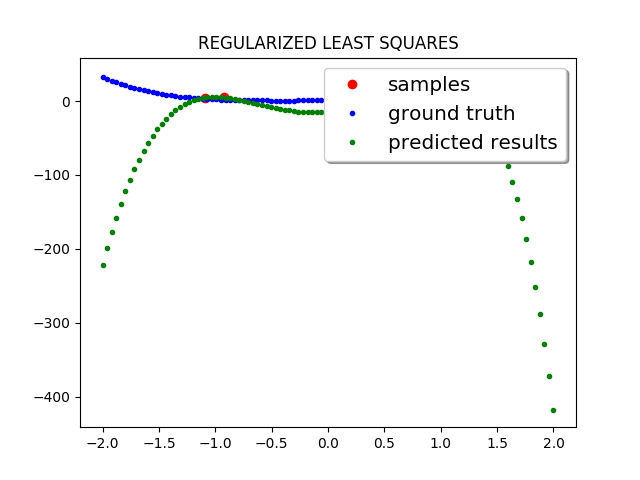 REGULARIZED LEAST SQUARES
samples
ground truth
predicted results
0
−100
−200
−300
−400
−2.0 −1.5 −1.0 −0.5 0.0 0.5 1.0 1.5 2.0